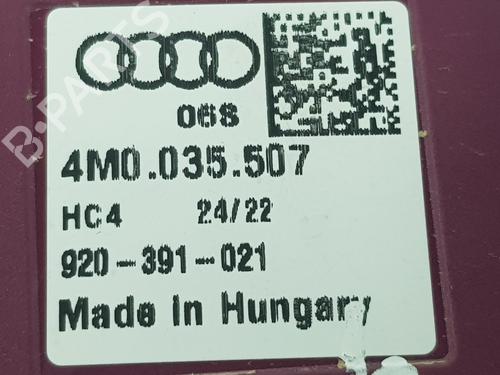 B-PARTS
068
4M0.035.507
HC4 24/22
920-391-021
Made in Hungary